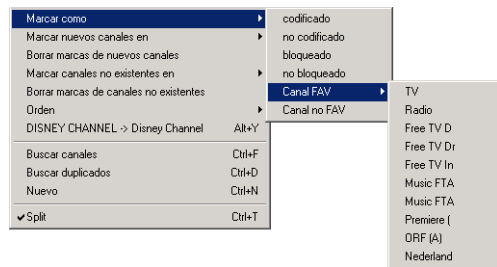 Marcar como
Marcar nuevos canales en
Borrar marcas de nuevos canales
Marcar canales no existentes en
Borrar marcas de canales no existentes
Orden
DISNEY CHANNEL -> Disney Channel Alt+Y
Buscar canales Ctrl+F
Buscar duplicados Ctrl+D
Nuevo Ctrl+N
Split Ctrl+T
codificado
no codificado
bloqueado
no bloqueado
Canal FAV
Canal no FAV
TV
Radio
Free TV D
Free TV Dr
Free TV In
Music FTA
Music FTA
Premiere (
ORF (A)
Nederland